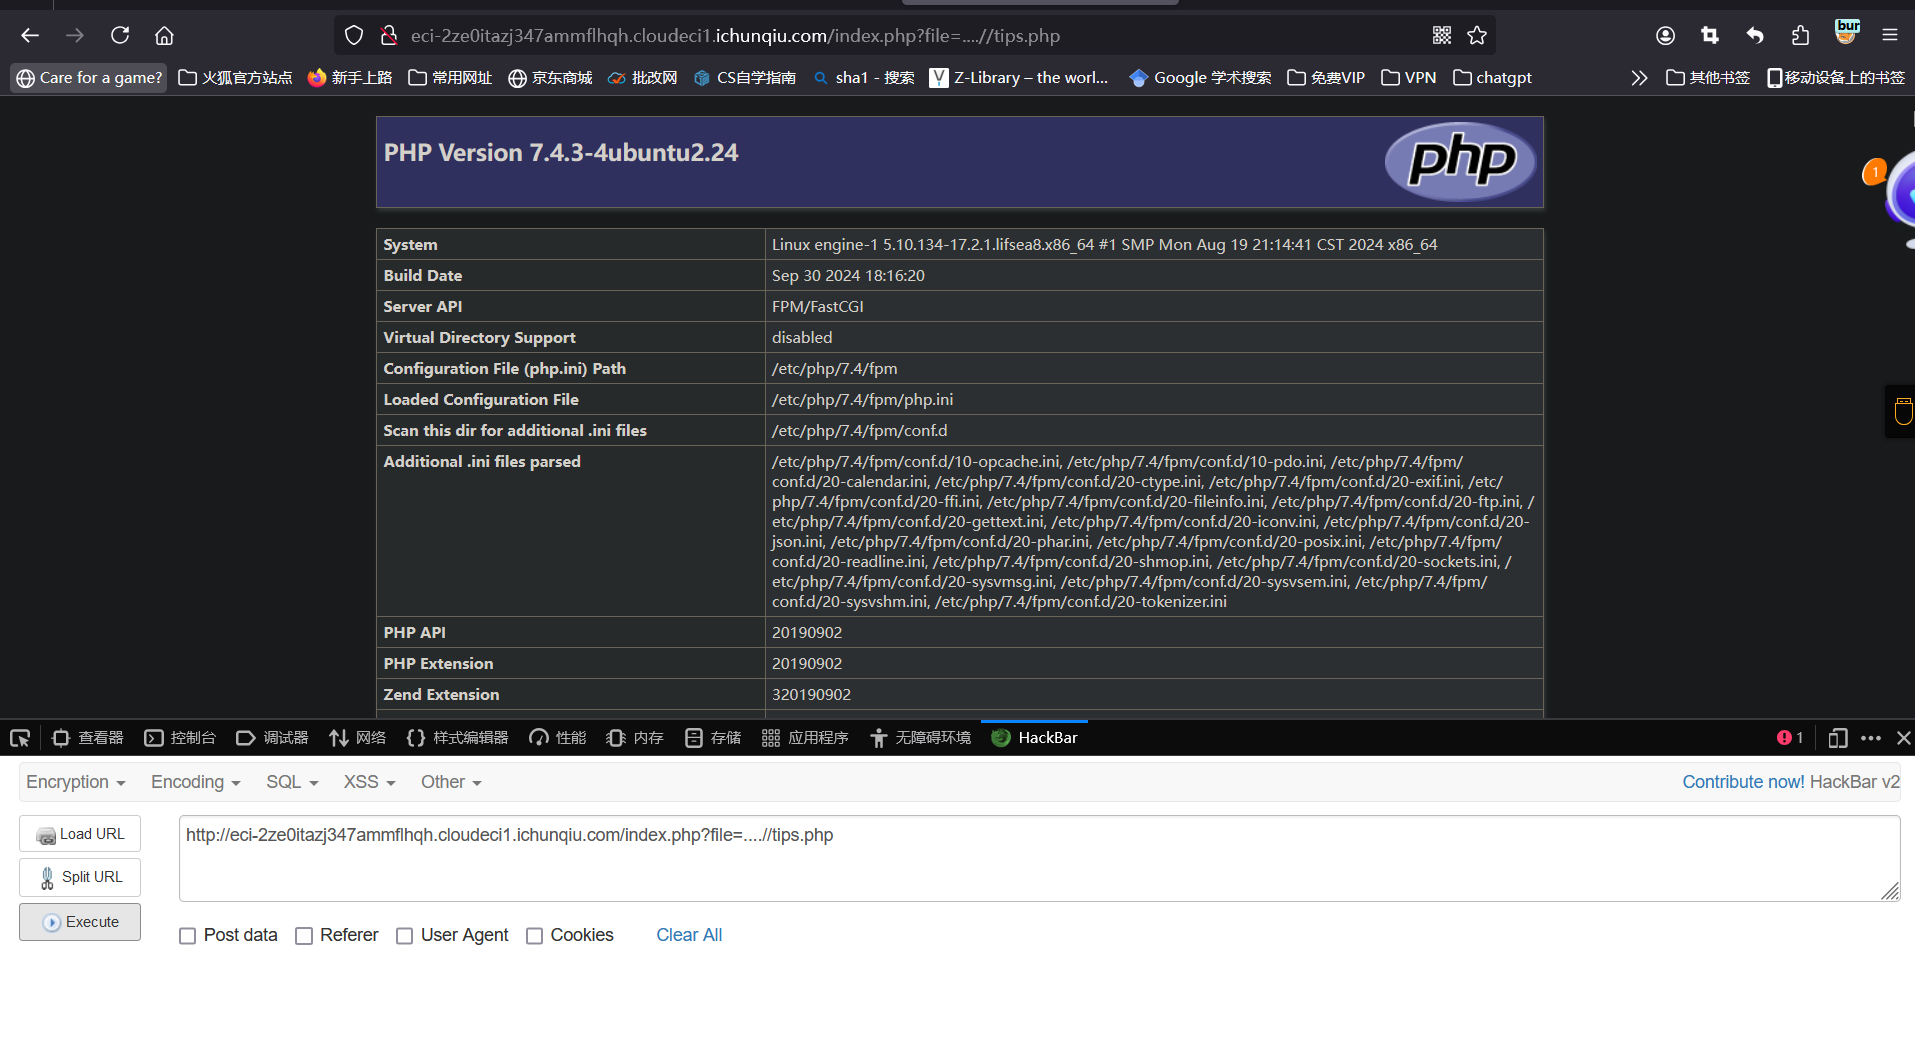 eci-2ze0itazj347ammflhqh.cloudeci1.ichunqiu.com/index.php?file=....//tips.php
bur
Care for a game? 火狐官方站点 新手上路 常用网址 京东商城 批改网 CS自学指南 sha1 - 搜索 Z-Library – the worl... Google 学术搜索 免费VIP VPN chatgpt 其他书签 移动设备上的书签
PHP Version 7.4.3-4ubuntu2.24
php
1
System Linux engine-1 5.10.134-17.2.1.lifsea8.x86_64 #1 SMP Mon Aug 19 21:14:41 CST 2024 x86_64
Build Date Sep 30 2024 18:16:20
Server API FPM/FastCGI
Virtual Directory Support disabled
Configuration File (php.ini) Path /etc/php/7.4/fpm
Loaded Configuration File /etc/php/7.4/fpm/php.ini
Scan this dir for additional .ini files /etc/php/7.4/fpm/conf.d
Additional .ini files parsed /etc/php/7.4/fpm/conf.d/10-opcache.ini, /etc/php/7.4/fpm/conf.d/10-pdo.ini, /etc/php/7.4/fpm/
conf.d/20-calendar.ini, /etc/php/7.4/fpm/conf.d/20-ctype.ini, /etc/php/7.4/fpm/conf.d/20-exif.ini, /etc/
php/7.4/fpm/conf.d/20-ffi.ini, /etc/php/7.4/fpm/conf.d/20-fileinfo.ini, /etc/php/7.4/fpm/conf.d/20-ftp.ini, /
etc/php/7.4/fpm/conf.d/20-gettext.ini, /etc/php/7.4/fpm/conf.d/20-iconv.ini, /etc/php/7.4/fpm/conf.d/20-
json.ini, /etc/php/7.4/fpm/conf.d/20-phar.ini, /etc/php/7.4/fpm/conf.d/20-posix.ini, /etc/php/7.4/fpm/
conf.d/20-readline.ini, /etc/php/7.4/fpm/conf.d/20-shmop.ini, /etc/php/7.4/fpm/conf.d/20-sockets.ini, /
etc/php/7.4/fpm/conf.d/20-sysvmsg.ini, /etc/php/7.4/fpm/conf.d/20-sysvsem.ini, /etc/php/7.4/fpm/
conf.d/20-sysvshm.ini, /etc/php/7.4/fpm/conf.d/20-tokenizer.ini
PHP API 20190902
PHP Extension 20190902
Zend Extension 320190902
查看器 控制台 调试器 网络 样式编辑器 性能 内存 存储 应用程序 无障碍环境 HackBar 1
Encryption Encoding SQL XSS Other Contribute now! HackBar v2
Load URL http://eci-2ze0itazj347ammflhqh.cloudeci1.ichunqiu.com/index.php?file=....//tips.php
Split URL
Execute
Post data Referer User Agent Cookies Clear All